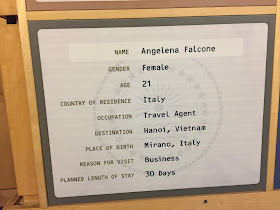 NAME Angelena Falcone
GENDER Female
AGE 21
COUNTRY OF RESIDENCE Italy
OCCUPATION Travel Agent
DESTINATION Hanoi, Vietnam
PLACE OF BIRTH Mirano, Italy
REASON FOR VISIT Business
PLANNED LENGTH OF STAY 30 Days